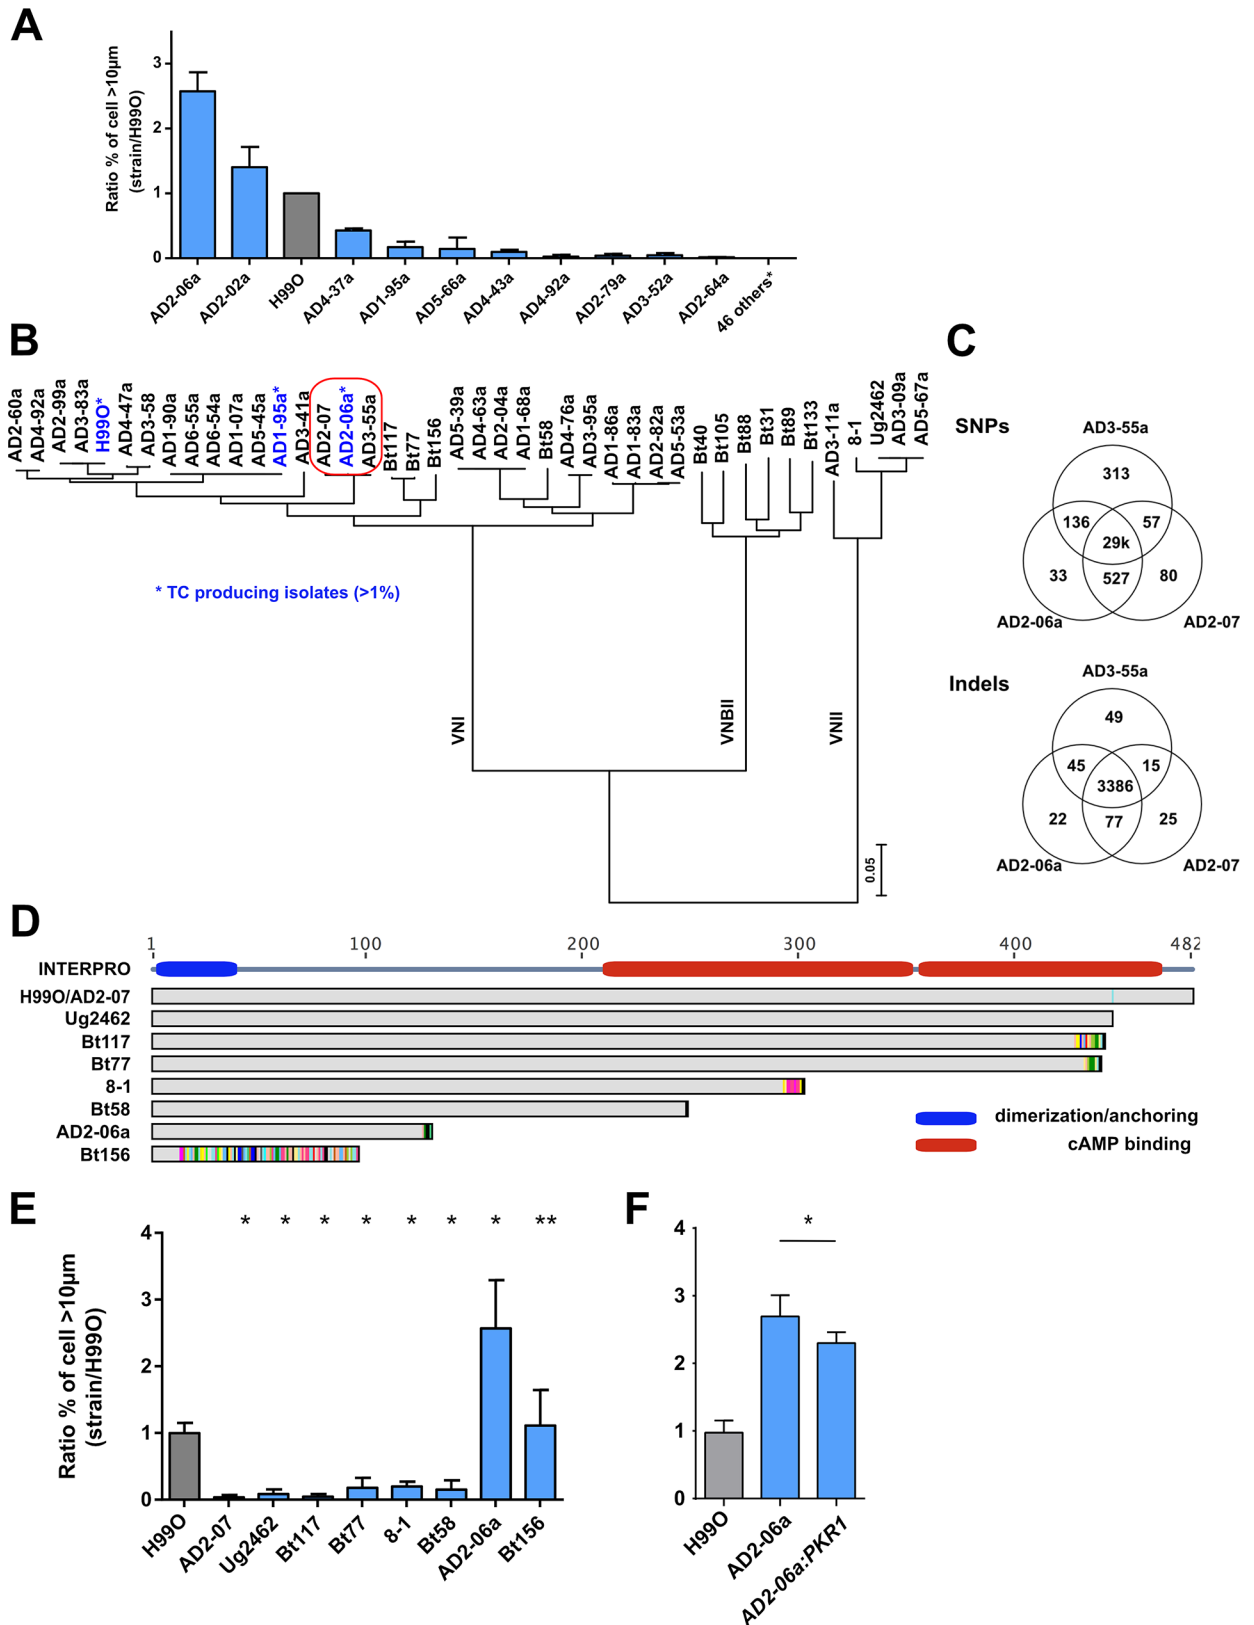 A
Ratio % of cell >10µm
(strain/H99O)
3
2
1
0
AD2-06a
AD2-02a
H99O
AD4-37a
AD1-95a
AD5-66a
AD4-43a
AD4-92a
AD2-79a
AD3-52a
AD2-64a
46 others*
B
AD2-60a
AD4-92a
AD2-99a
AD3-83a
H99O*
AD4-47a
AD3-58
AD1-90a
AD6-55a
AD6-54a
AD1-07a
AD5-45a
AD1-95a*
AD3-41a
AD2-07
AD2-06a*
AD3-55a
Bt117
Bt77
Bt156
AD5-39a
AD4-63a
AD2-04a
AD1-68a
Bt58
AD4-76a
AD3-95a
AD1-86a
AD1-83a
AD2-82a
AD5-53a
Bt40
Bt105
Bt88
Bt31
Bt89
Bt133
AD3-11a
8-1
Ug2462
AD3-09a
AD5-67a
* TC producing isolates (>1%)
VNI
VNBII
VNII
0.05
C
SNPs
AD3-55a
313
136
57
29k
33
527
80
AD2-06a
AD2-07
Indels
AD3-55a
49
45
15
3386
22
77
25
AD2-06a
AD2-07
D
1 100 200 300 400 482
INTERPRO
H99O/AD2-07
Ug2462
Bt117
Bt77
8-1
Bt58
AD2-06a
Bt156
dimerization/anchoring
cAMP binding
E
Ratio % of cell >10µm
(strain/H99O)
* * * * * * * **
4
3
2
1
0
H99O
AD2-07
Ug2462
Bt117
Bt77
8-1
Bt58
AD2-06a
Bt156
F
*
4
3
2
1
0
H99O
AD2-06a
AD2-06a:PKR1